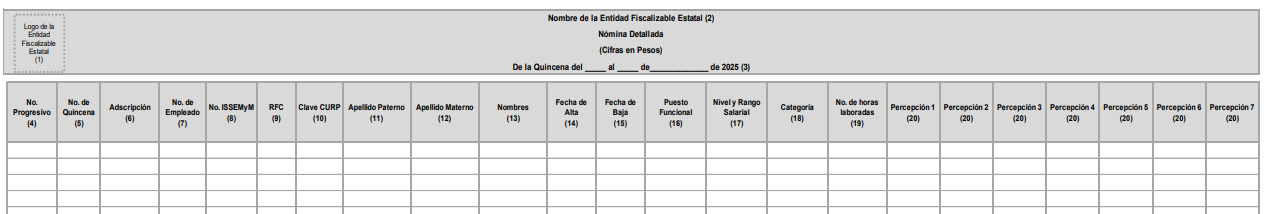 Logo de la
Entidad
Fiscalizable
Estatal
(1)
Nombre de la Entidad Fiscalizable Estatal (2)
Nómina Detallada
(Cifras en Pesos)
De la Quincena del _____ al _____ de______________ de 2025 (3)
No. Progresivo (4)
No. de Quincena (5)
Adscripción (6)
No. de Empleado (7)
No. ISSEMyM (8)
RFC (9)
Clave CURP (10)
Apellido Paterno (11)
Apellido Materno (12)
Nombres (13)
Fecha de Alta (14)
Fecha de Baja (15)
Puesto Funcional (16)
Nivel y Rango Salarial (17)
Categoría (18)
No. de horas laboradas (19)
Percepción 1 (20)
Percepción 2 (20)
Percepción 3 (20)
Percepción 4 (20)
Percepción 5 (20)
Percepción 6 (20)
Percepción 7 (20)